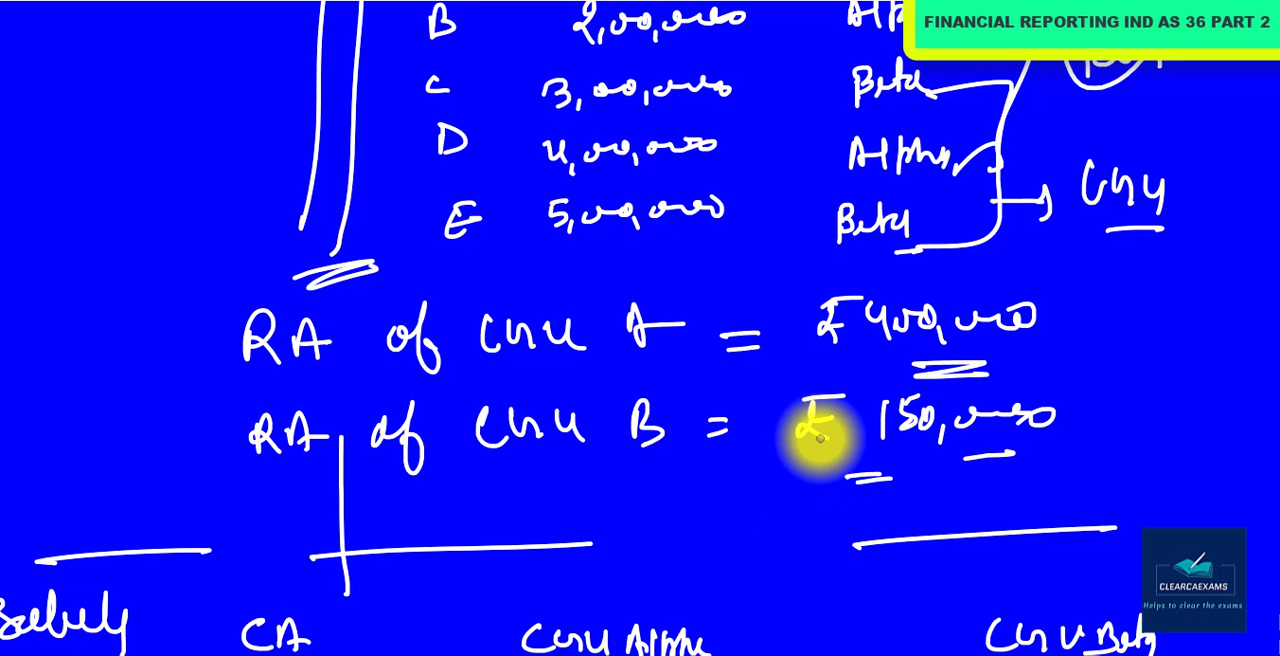 FINANCIAL REPORTING IND AS 36 PART 2
B 2,00,000 Alp
C 3,00,000 Beta
D 4,00,000 Alpha
E 5,00,000 Beta
CGU
RA of CGU A = ₹ 400,000
RA of CGU B = ₹ 150,000
CA CGU Alpha CGU Beta
CLEARCAEXAMS
Helps to clear the exams